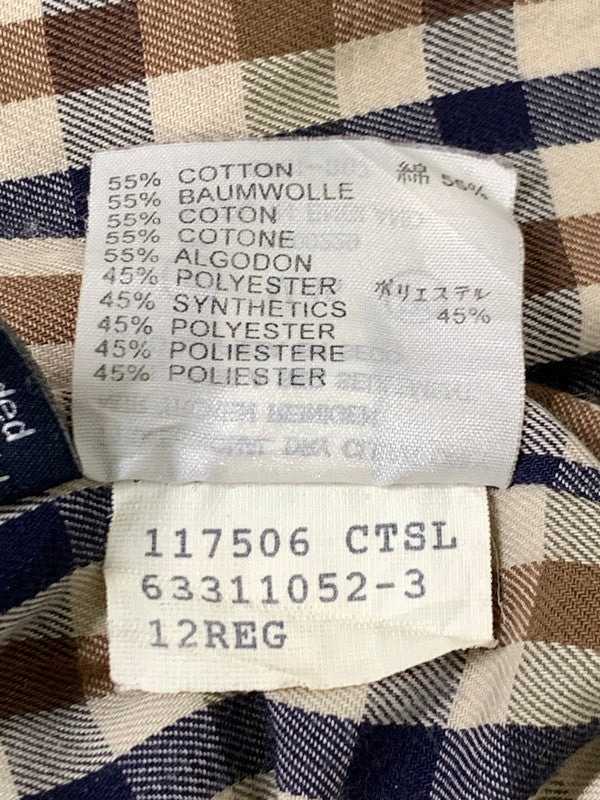 55% COTTON 綿 55%
55% BAUMWOLLE
55% COTON
55% COTONE
55% ALGODON
45% POLYESTER ポリエステル
45% SYNTHETICS 45%
45% POLYESTER
45% POLIESTERE
45% POLIESTER
117506 CTSL
63311052-3
12REG